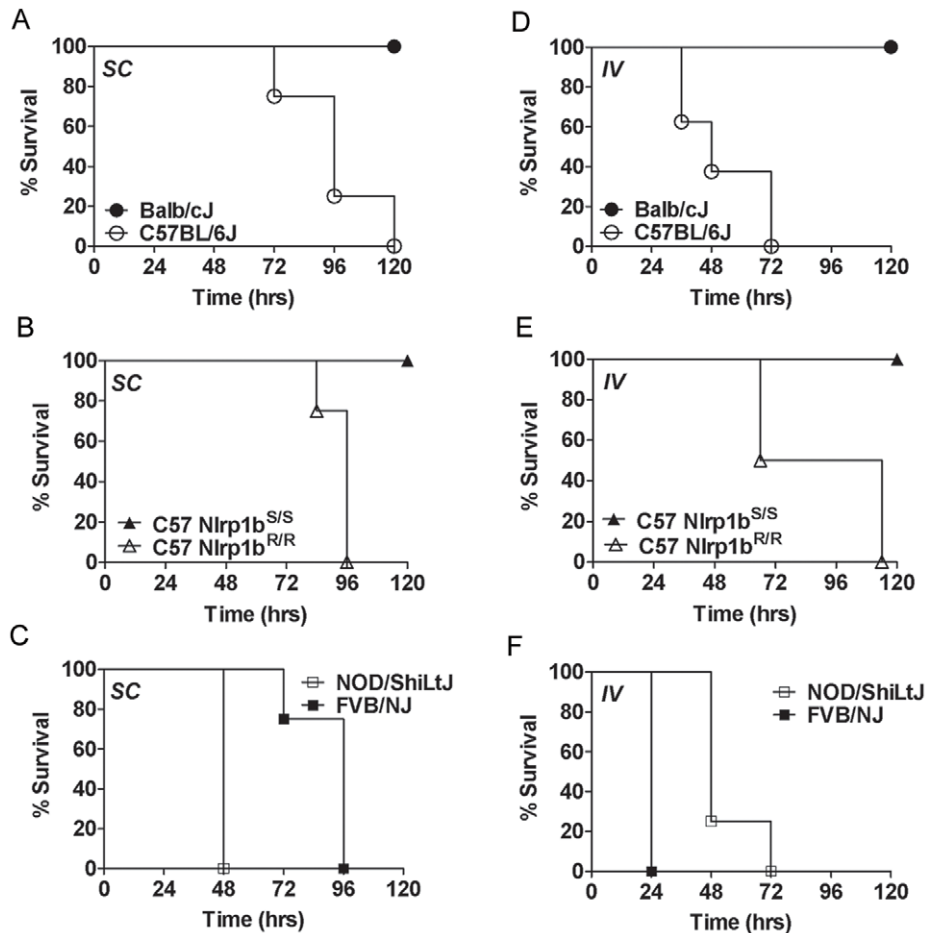 A
100
80
60
40
20
0
% Survival
SC
Balb/cJ
C57BL/6J
0 24 48 72 96 120
Time (hrs)
D
100
80
60
40
20
0
% Survival
IV
Balb/cJ
C57BL/6J
0 24 48 72 96 120
Time (hrs)
B
100
80
60
40
20
0
% Survival
SC
C57 Nlrp1b^S/S
C57 Nlrp1b^R/R
0 24 48 72 96 120
Time (hrs)
E
100
80
60
40
20
0
% Survival
IV
C57 Nlrp1b^S/S
C57 Nlrp1b^R/R
0 24 48 72 96 120
Time (hrs)
C
100
80
60
40
20
0
% Survival
SC
NOD/ShiLtJ
FVB/NJ
0 24 48 72 96 120
Time (hrs)
F
100
80
60
40
20
0
% Survival
IV
NOD/ShiLtJ
FVB/NJ
0 24 48 72 96 120
Time (hrs)